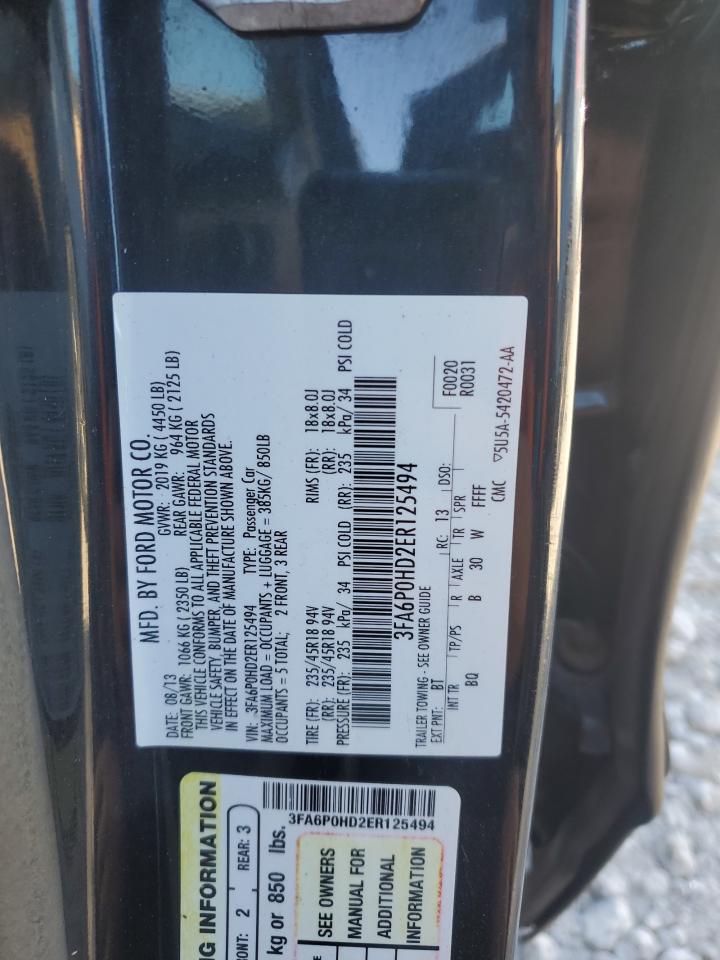 MFD. BY FORD MOTOR CO.
DATE: 08/13 GVWR: 2019 KG ( 4450 LB)
FRONT GAWR: 1066 KG ( 2350 LB) REAR GAWR: 964 KG ( 2125 LB)
THIS VEHICLE CONFORMS TO ALL APPLICABLE FEDERAL MOTOR
VEHICLE SAFETY, BUMPER, AND THEFT PREVENTION STANDARDS
IN EFFECT ON THE DATE OF MANUFACTURE SHOWN ABOVE.
VIN: 3FA6P0HD2ER125494 TYPE: Passenger Car
MAXIMUM LOAD = OCCUPANTS + LUGGAGE = 385KG/ 850LB
OCCUPANTS = 5 TOTAL; 2 FRONT, 3 REAR
TIRE (FR): 235/45R18 94V RIMS (FR): 18x8.0J
(RR): 235/45R18 94V (RR): 18x8.0J
PRESSURE (FR): 235 kPa/ 34 PSI COLD (RR): 235 kPa/ 34 PSI COLD
3FA6P0HD2ER125494
TRAILER TOWING - SEE OWNER GUIDE F0020
EXT PNT: BT RC: 13 DSO: R0031
INT TR TP/PS R AXLE TR SPR
BQ B 30 W FFFF
CMC 5U5A-5420472-AA
NG INFORMATION
RONT: 2 REAR: 3
kg or 850 lbs.
3FA6P0HD2ER125494
SEE OWNERS
MANUAL FOR
ADDITIONAL
INFORMATION